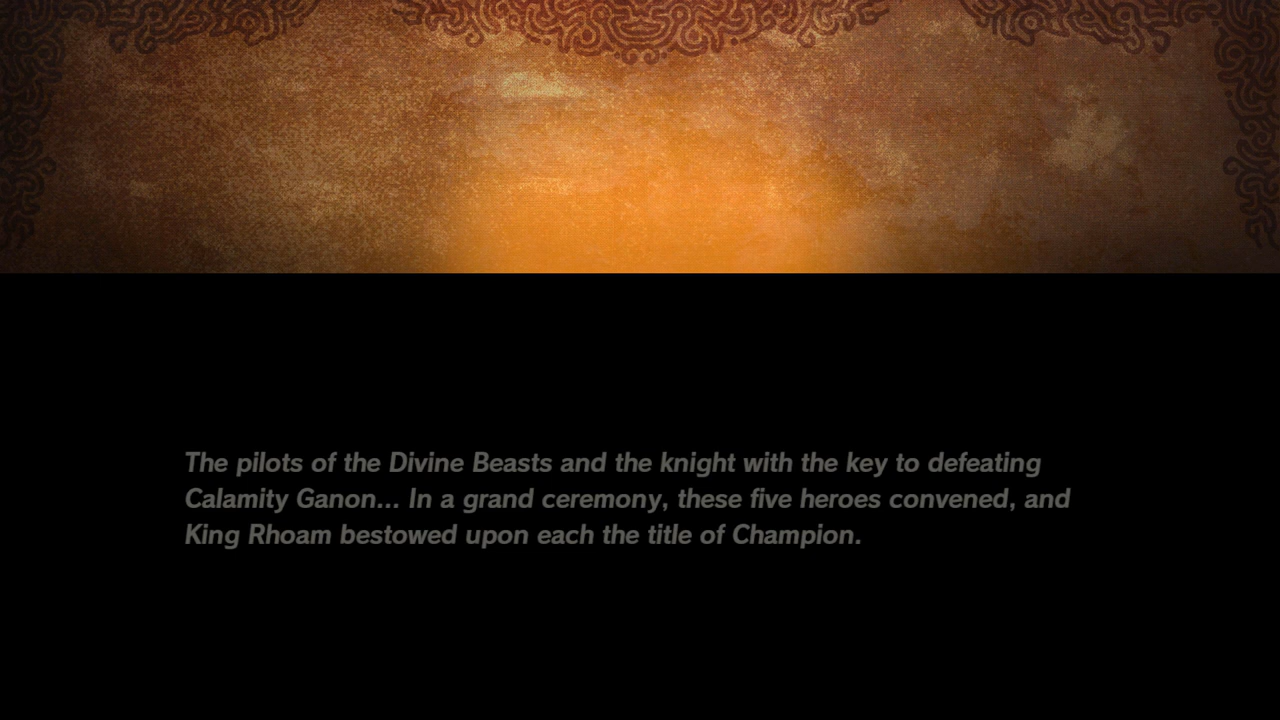 The pilots of the Divine Beasts and the knight with the key to defeating
Calamity Ganon... In a grand ceremony, these five heroes convened, and
King Rhoam bestowed upon each the title of Champion.